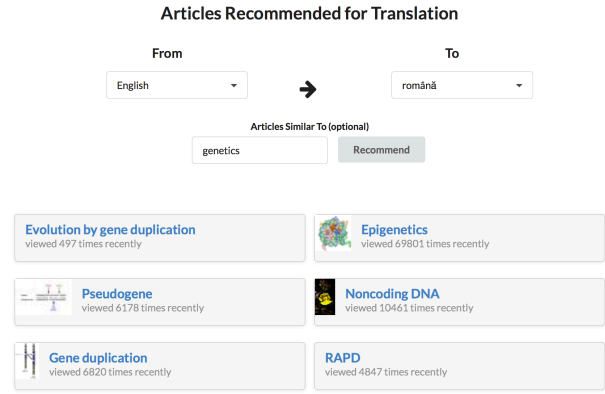 Articles Recommended for Translation
From
To
English
română
Articles Similar To (optional)
genetics
Recommend
Evolution by gene duplication
viewed 497 times recently
Epigenetics
viewed 69801 times recently
Pseudogene
viewed 6178 times recently
Noncoding DNA
viewed 10461 times recently
Gene duplication
viewed 6820 times recently
RAPD
viewed 4847 times recently